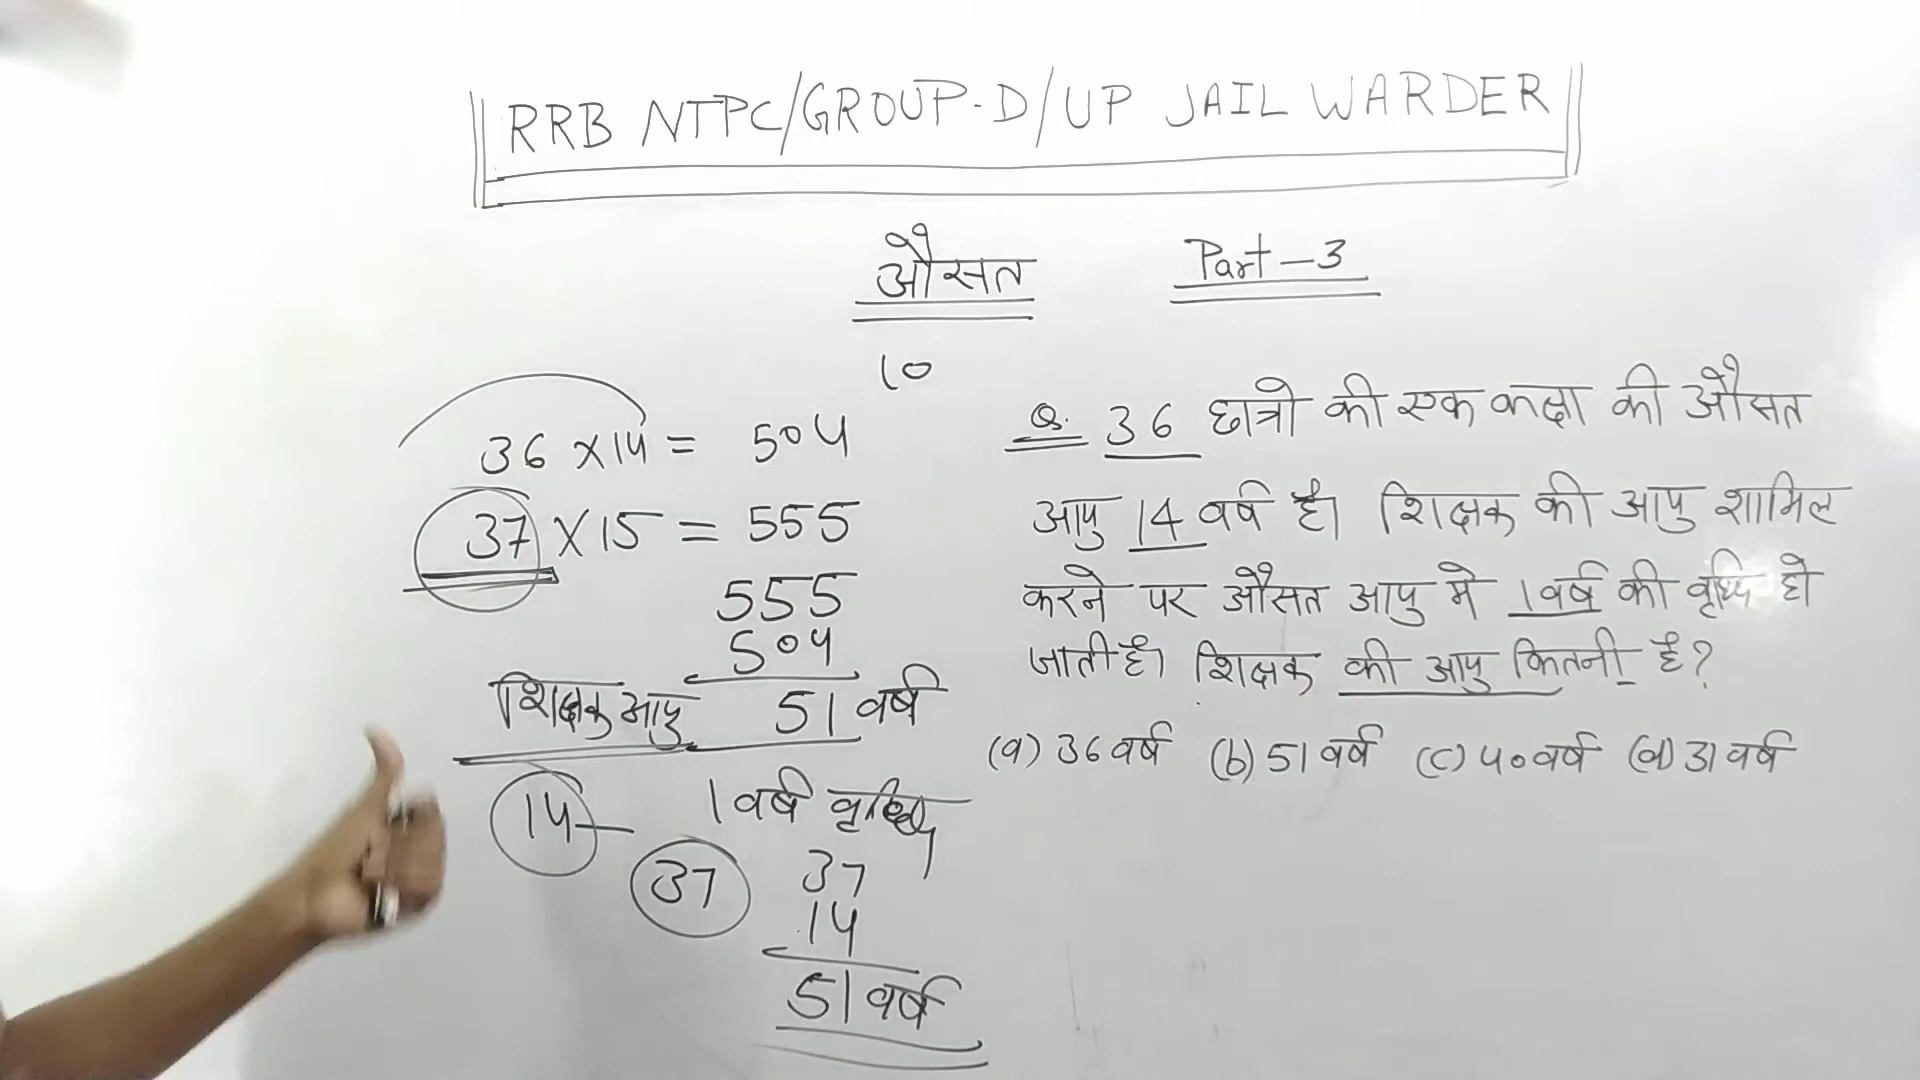 RRB NTPC/GROUP-D/UP JAIL WARDER
औसत Part-3
10
36 x14 = 504
37 x 15 = 555
555
504
शिक्षक आयु 51 वर्ष
14 1 वर्ष वृद्धि
37 37
14
51 वर्ष
Q. 36 छात्रो की एक कक्षा की औसत
आयु 14 वर्ष है। शिक्षक की आयु शामिल
करने पर औसत आयु मे 1 वर्ष की वृध्दि हो
जाती है। शिक्षक की आयु कितनी है?
(a) 36 वर्ष (b) 51 वर्ष (c) 40 वर्ष (d) 31 वर्ष